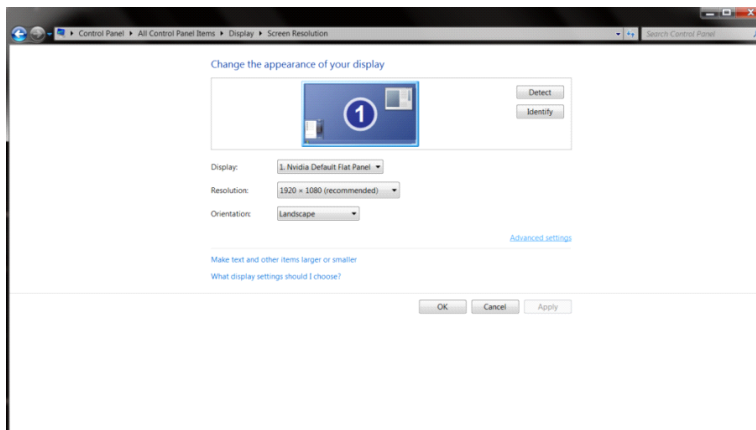 Control Panel ▸ All Control Panel Items ▸ Display ▸ Screen Resolution
Search Control Panel
Change the appearance of your display
1
Detect
Identify
Display: 1. Nvidia Default Flat Panel
Resolution: 1920 × 1080 (recommended)
Orientation: Landscape
Advanced settings
Make text and other items larger or smaller
What display settings should I choose?
OK Cancel Apply